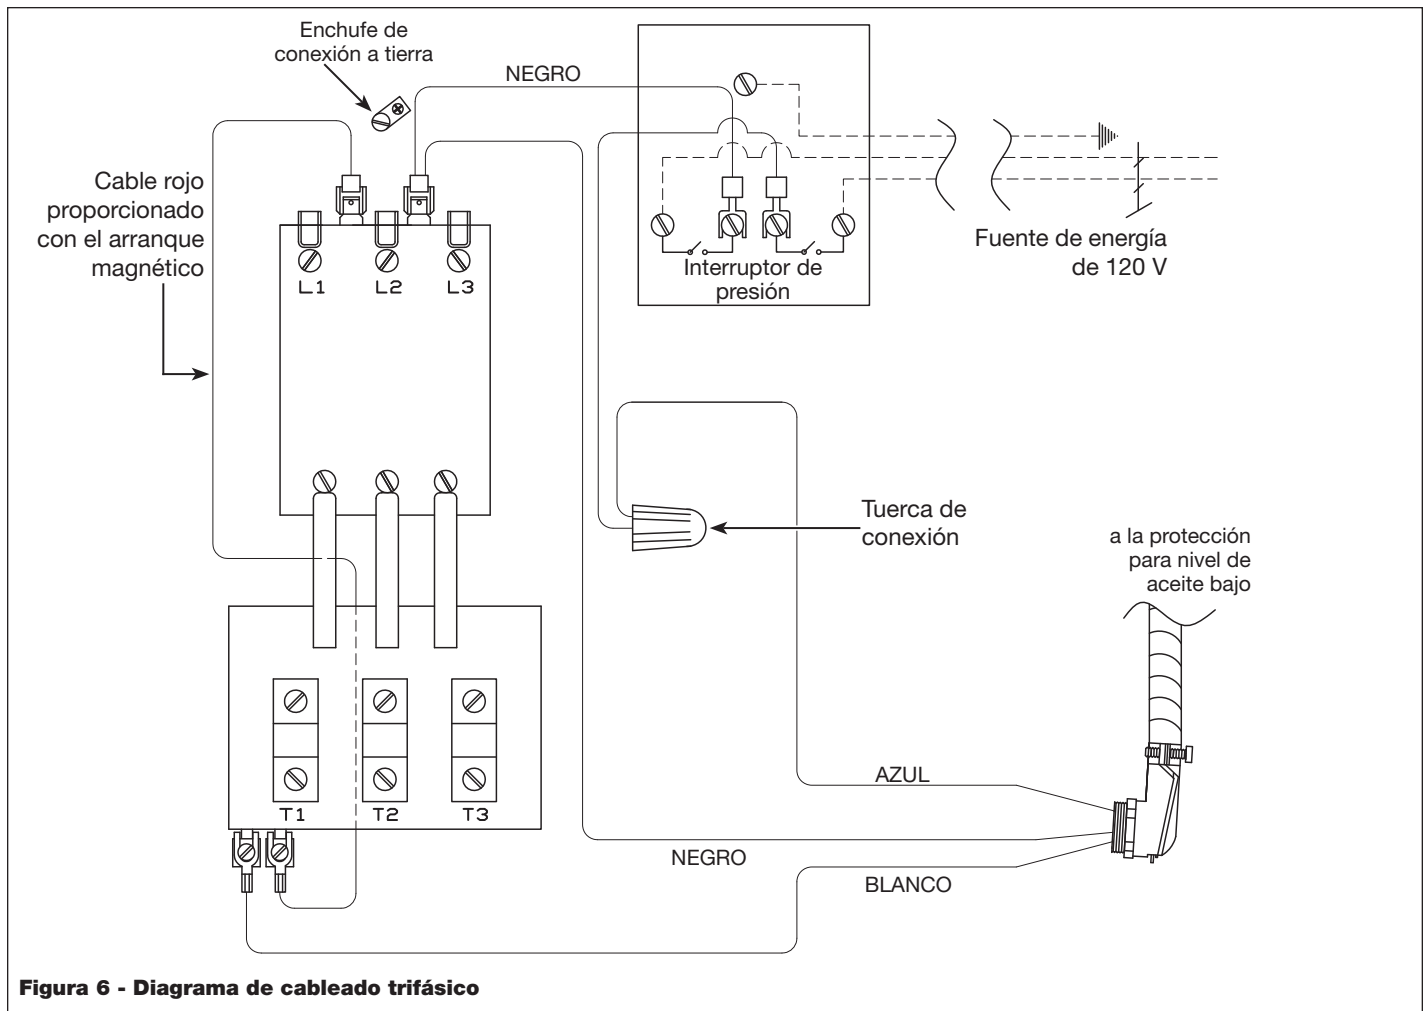 Enchufe de
conexión a tierra
NEGRO
Cable rojo
proporcionado
con el arranque
magnético
L1 L2 L3
Interruptor de
presión
Fuente de energía
de 120 V
Tuerca de
conexión
a la protección
para nivel de
aceite bajo
T1 T2 T3
AZUL
NEGRO
BLANCO
Figura 6 - Diagrama de cableado trifásico